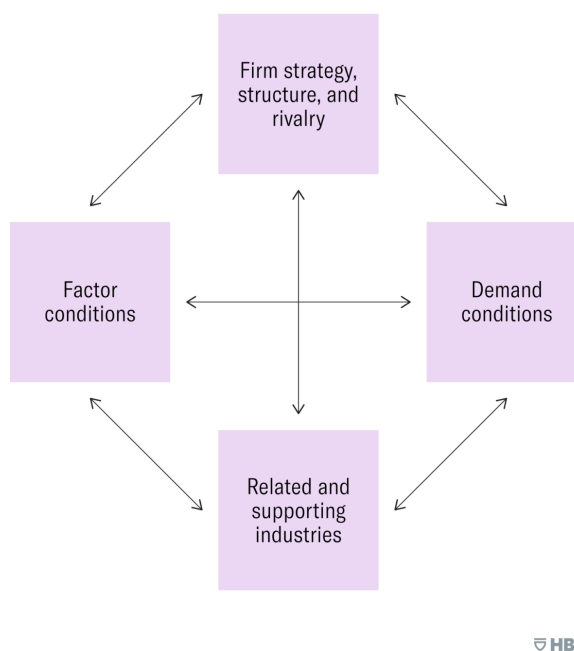 Firm strategy,
structure, and
rivalry
Factor
conditions
Demand
conditions
Related and
supporting
industries
HB